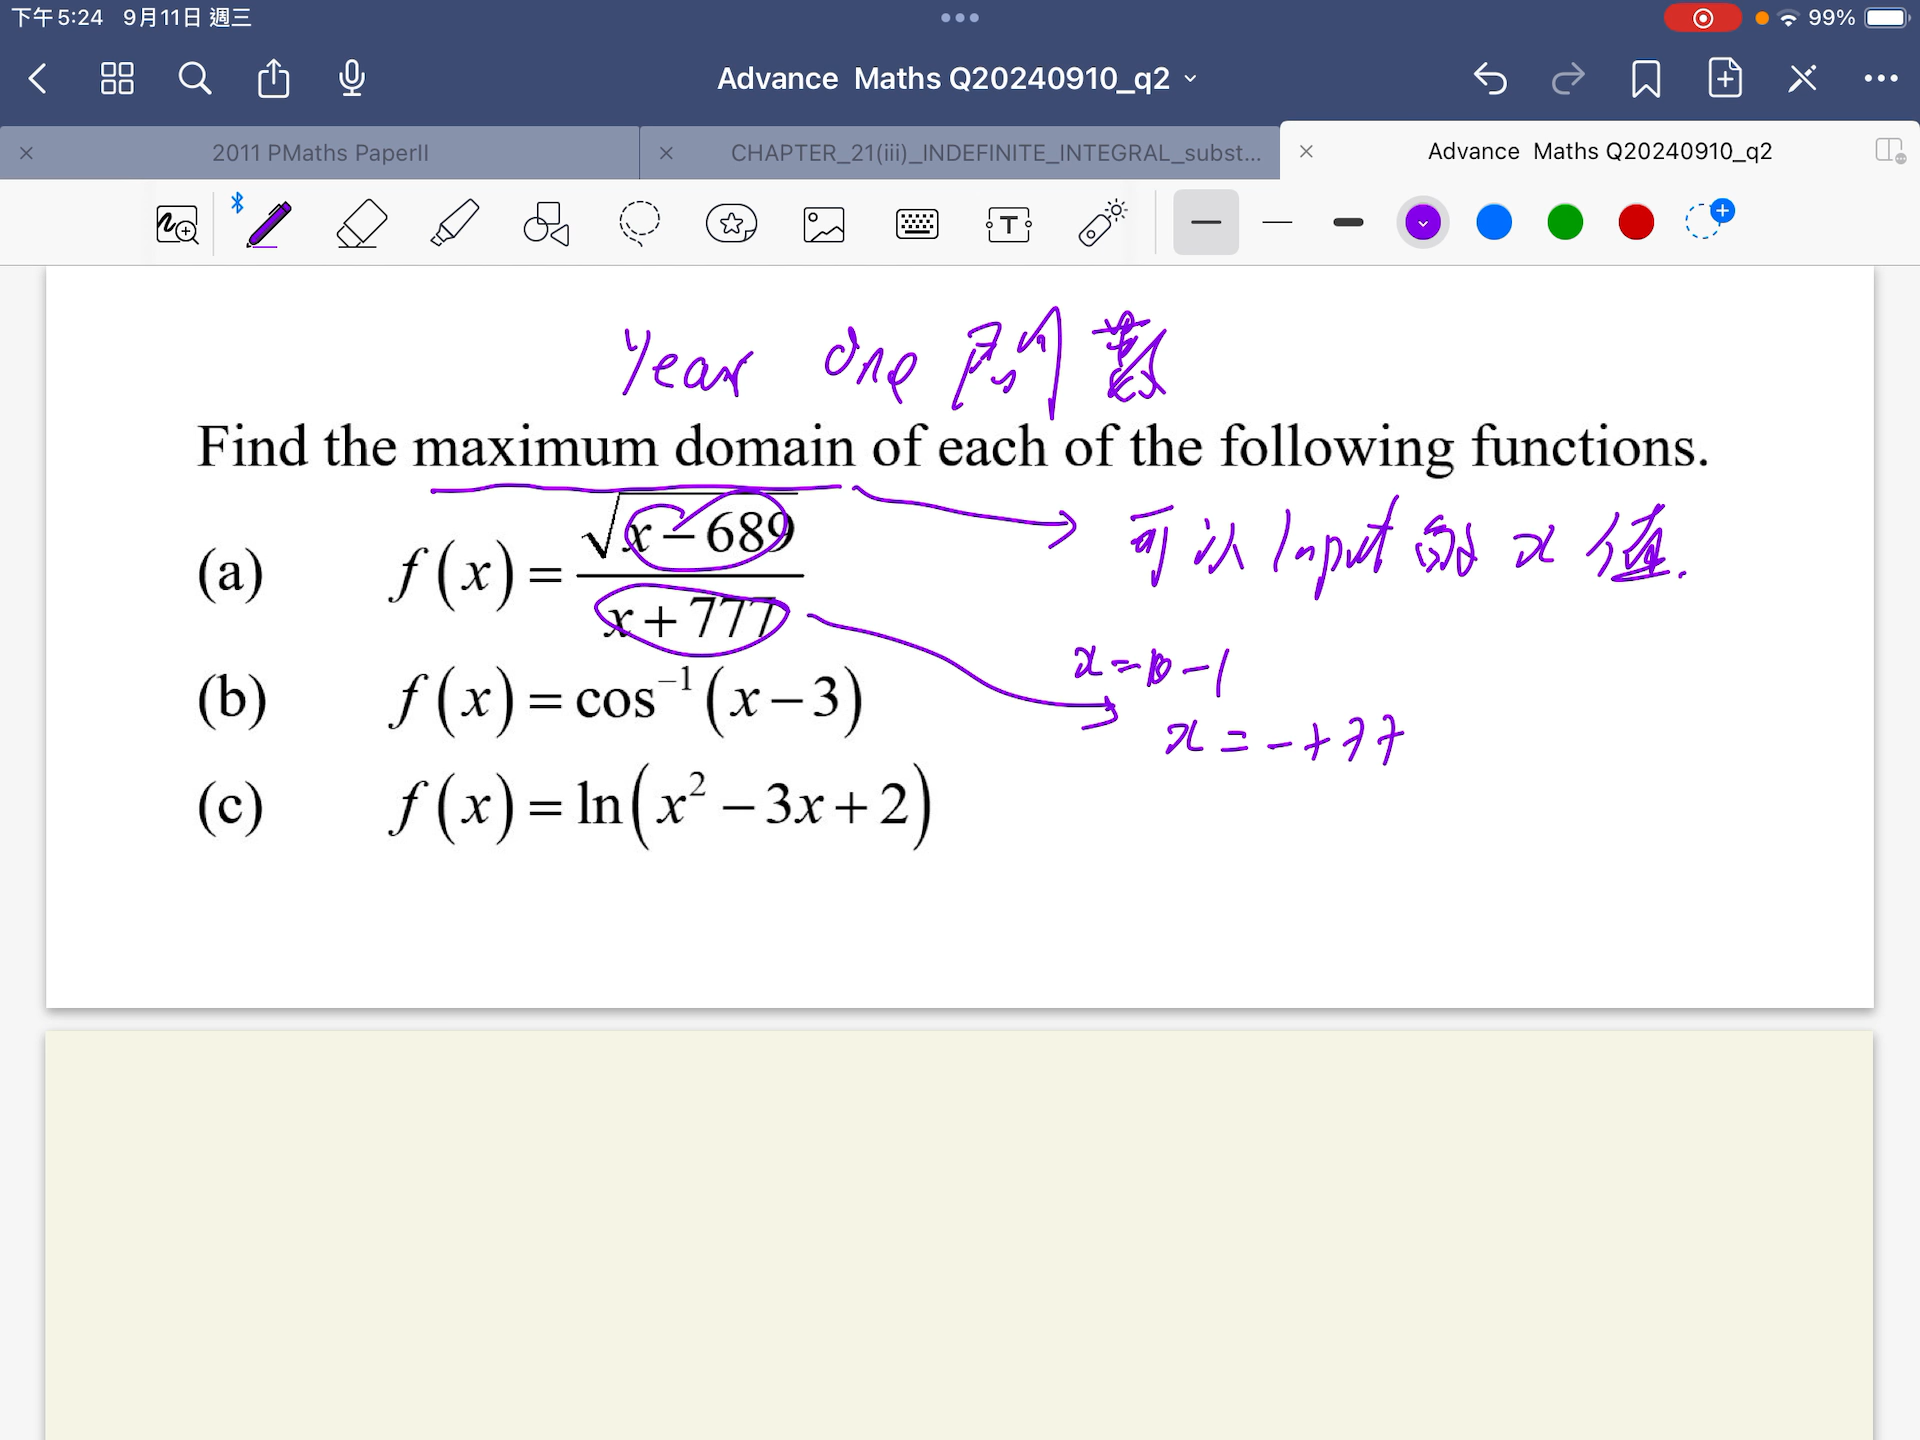 下午5:24 9月11日 週三
99%
Advance Maths Q20240910_q2
2011 PMaths PaperII
CHAPTER_21(iii)_INDEFINITE_INTEGRAL_subst...
Advance Maths Q20240910_q2
Year One 函數
Find the maximum domain of each of the following functions.
可以 Input 的 x 值.
(a) f(x) = √(x − 689) / (x + 777)
x = -777
(b) f(x) = cos⁻¹(x − 3)
(c) f(x) = ln(x² − 3x + 2)